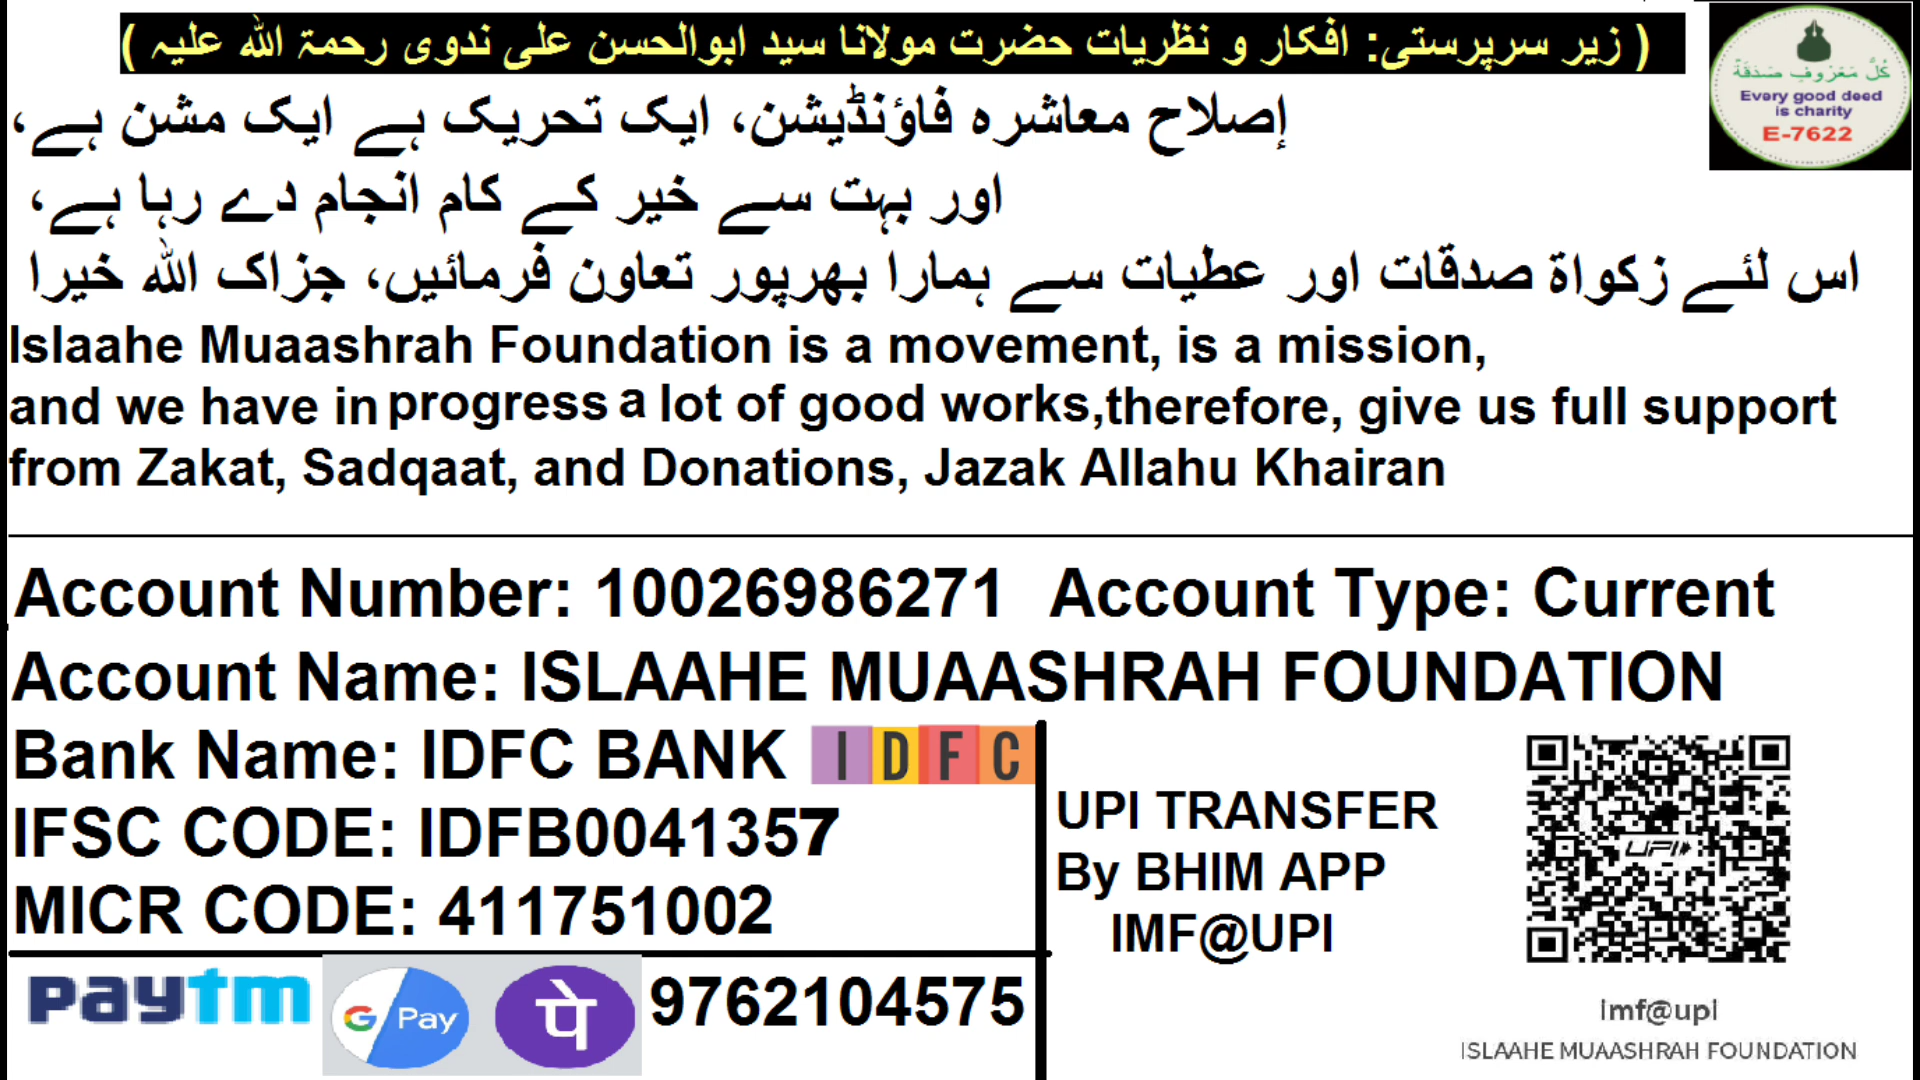 ( زیر سرپرستی: افکار و نظریات حضرت مولانا سید ابوالحسن علی ندوی رحمۃ اللہ علیہ )
كُلُّ مَعْرُوفٍ صَدَقَةٌ
Every good deed
is charity
E-7622
إصلاح معاشرہ فاؤنڈیشن، ایک تحریک ہے ایک مشن ہے،
اور بہت سے خیر کے کام انجام دے رہا ہے،
اس لئے زکواۃ صدقات اور عطیات سے ہمارا بھرپور تعاون فرمائیں، جزاک اللہ خیرا
Islaahe Muaashrah Foundation is a movement, is a mission,
and we have in progress a lot of good works,therefore, give us full support
from Zakat, Sadqaat, and Donations, Jazak Allahu Khairan
Account Number: 10026986271 Account Type: Current
Account Name: ISLAAHE MUAASHRAH FOUNDATION
Bank Name: IDFC BANK IDFC
IFSC CODE: IDFB0041357
MICR CODE: 411751002
UPI TRANSFER
By BHIM APP
IMF@UPI
UPI
imf@upi
ISLAAHE MUAASHRAH FOUNDATION
paytm G Pay पे 9762104575